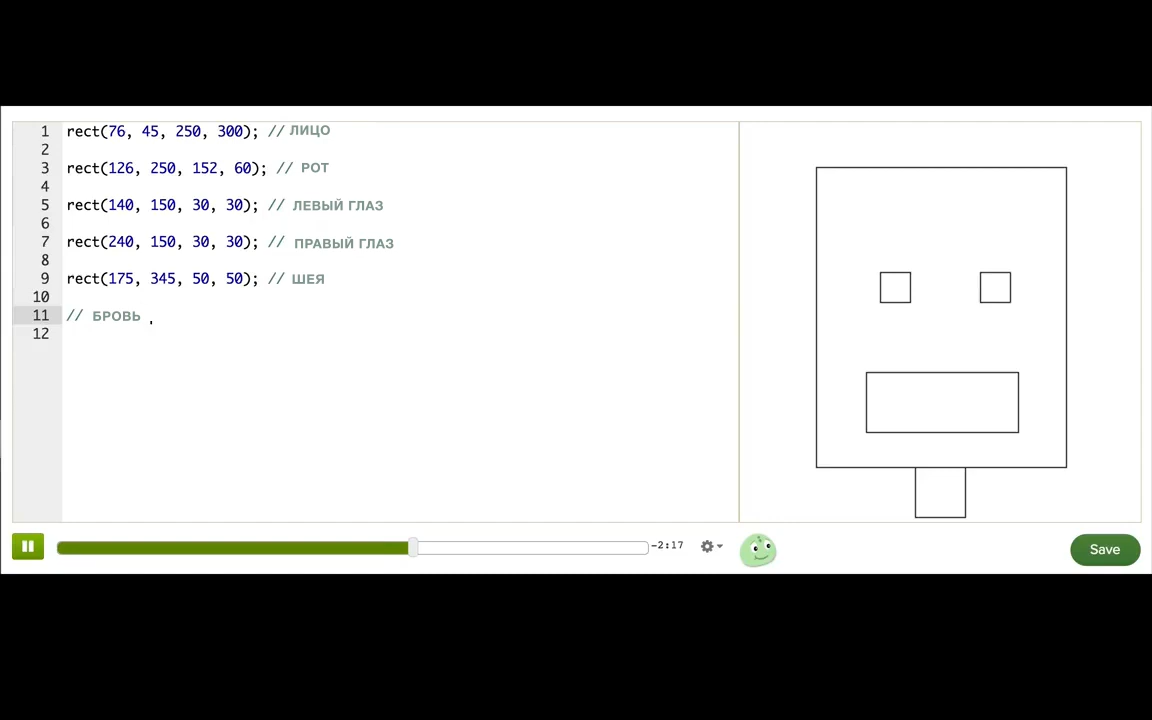 1 rect(76, 45, 250, 300); // ЛИЦО
2
3 rect(126, 250, 152, 60); // РОТ
4
5 rect(140, 150, 30, 30); // ЛЕВЫЙ ГЛАЗ
6
7 rect(240, 150, 30, 30); // ПРАВЫЙ ГЛАЗ
8
9 rect(175, 345, 50, 50); // ШЕЯ
10
11 // БРОВЬ
12
-2:17
Save